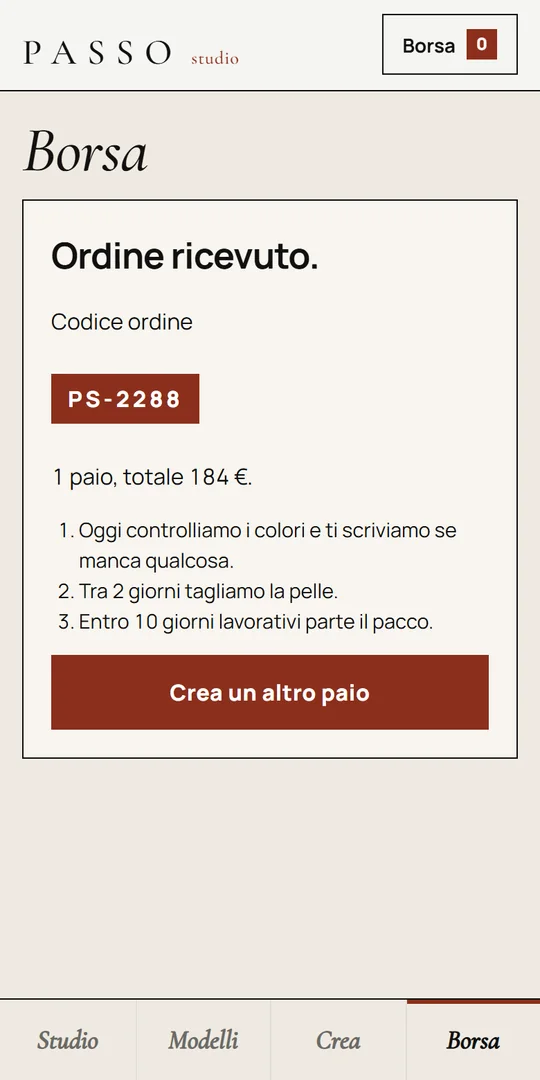 PASSO studio
Borsa 0
Borsa
Ordine ricevuto.
Codice ordine
PS-2288
1 paio, totale 184 €.
1. Oggi controlliamo i colori e ti scriviamo se
manca qualcosa.
2. Tra 2 giorni tagliamo la pelle.
3. Entro 10 giorni lavorativi parte il pacco.
Crea un altro paio
Studio Modelli Crea Borsa